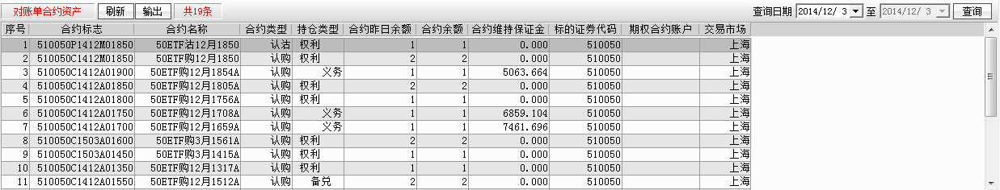 对账单合约资产 刷新 输出 共19条 查询日期 2014/12/ 3 至 2014/12/ 3 查询
序号 合约标志 合约名称 合约类型 持仓类型 合约昨日余额 合约余额 合约维持保证金 标的证券代码 期权合约账户 交易市场
1 510050P1412M01850 50ETF沽12月1850 认沽 权利 1 1 0.000 510050 上海
2 510050C1412M01850 50ETF购12月1850 认购 权利 2 2 0.000 510050 上海
3 510050C1412A01900 50ETF购12月1854A 认购 义务 1 1 5063.664 510050 上海
4 510050C1412A01850 50ETF购12月1805A 认购 权利 2 2 0.000 510050 上海
5 510050C1412A01800 50ETF购12月1756A 认购 权利 1 1 0.000 510050 上海
6 510050C1412A01750 50ETF购12月1708A 认购 义务 1 1 6859.104 510050 上海
7 510050C1412A01700 50ETF购12月1659A 认购 义务 1 1 7461.696 510050 上海
8 510050C1503A01600 50ETF购3月1561A 认购 权利 2 2 0.000 510050 上海
9 510050C1503A01450 50ETF购3月1415A 认购 权利 1 1 0.000 510050 上海
10 510050C1412A01350 50ETF购12月1317A 认购 权利 1 1 0.000 510050 上海
11 510050C1412A01550 50ETF购12月1512A 认购 备兑 2 2 0.000 510050 上海